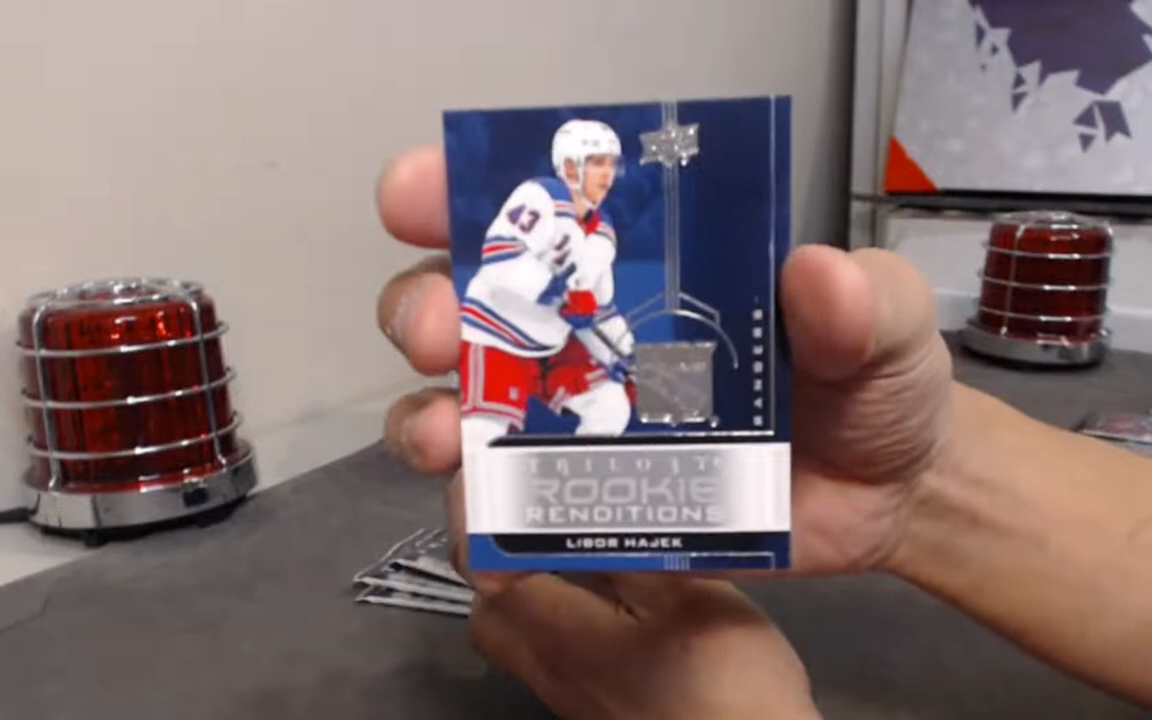 43
RANGERS
TRILOGY
ROOKIE
RENDITIONS
LIBOR HAJEK